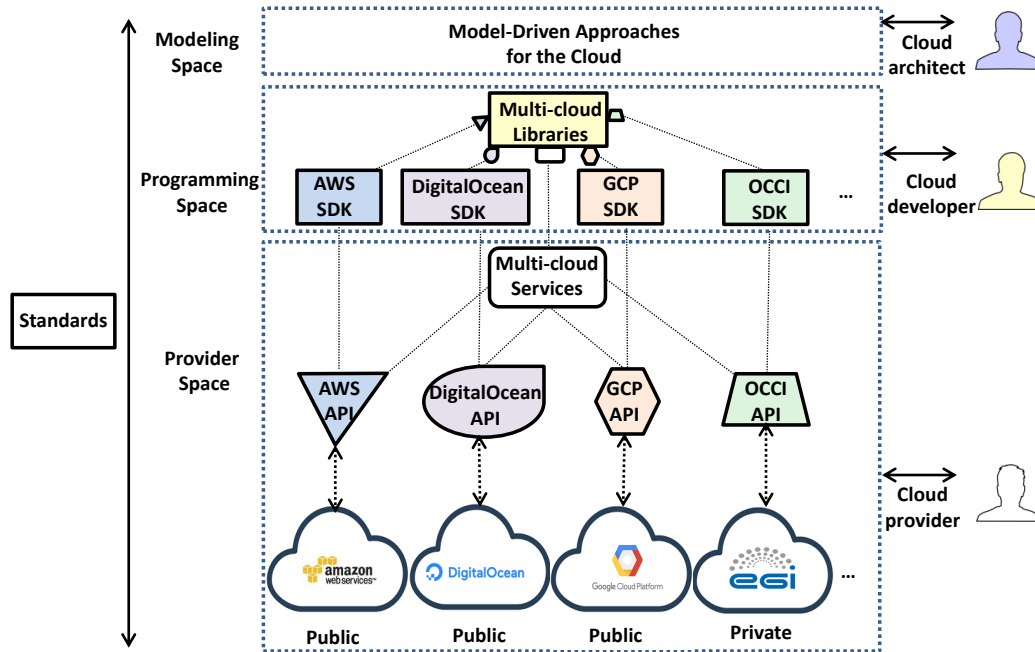 Modeling
Space
Model-Driven Approaches
for the Cloud
Cloud
architect
Multi-cloud
Libraries
Programming
Space
AWS
SDK
DigitalOcean
SDK
GCP
SDK
OCCI
SDK
...
Cloud
developer
Multi-cloud
Services
Standards
Provider
Space
AWS
API
DigitalOcean
API
GCP
API
OCCI
API
Cloud
provider
amazon
webservices™
DigitalOcean
Google Cloud Platform
egi
...
Public
Public
Public
Private